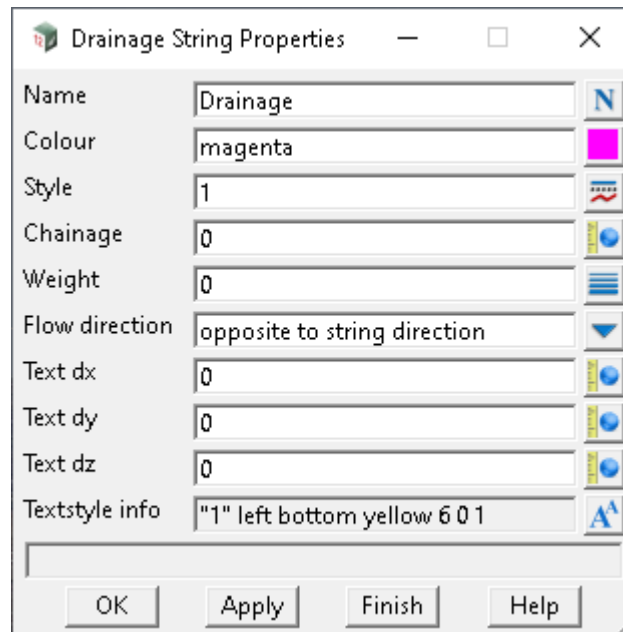 Drainage String Properties
Name Drainage N
Colour magenta
Style 1
Chainage 0
Weight 0
Flow direction opposite to string direction
Text dx 0
Text dy 0
Text dz 0
Textstyle info "1" left bottom yellow 6 0 1 AA
OK Apply Finish Help